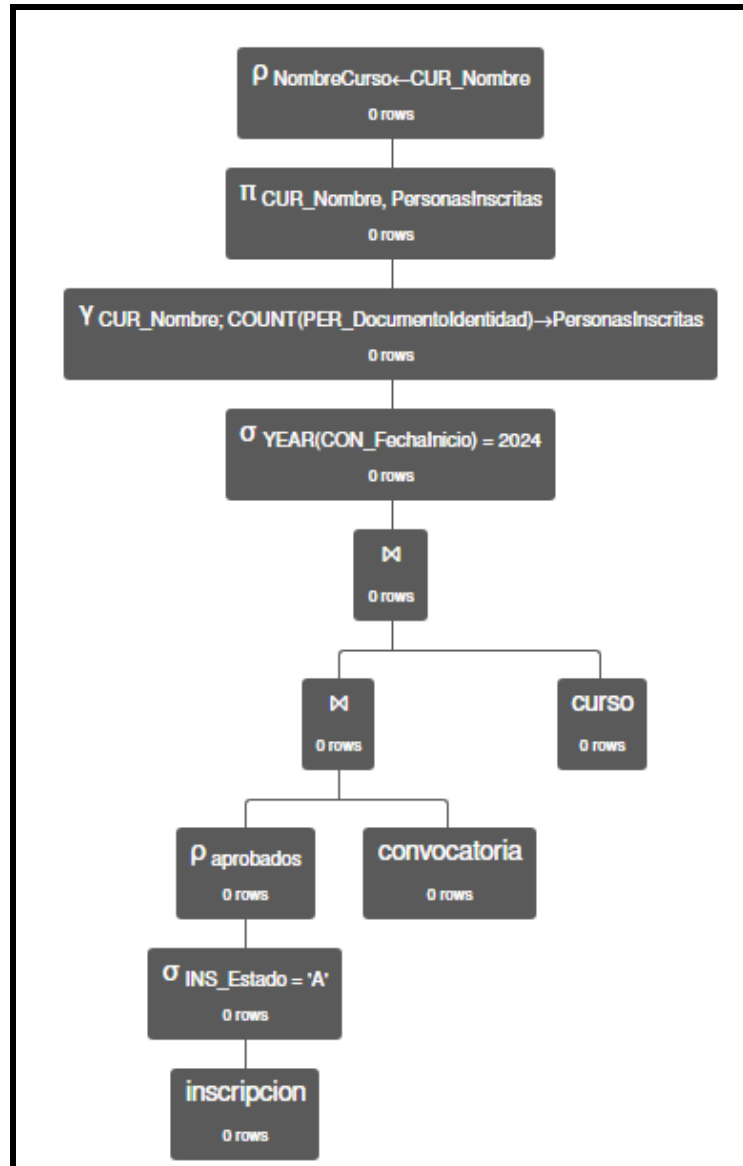 ρ NombreCurso←CUR_Nombre
0 rows
π CUR_Nombre, PersonasInscritas
0 rows
γ CUR_Nombre; COUNT(PER_DocumentoIdentidad)→PersonasInscritas
0 rows
σ YEAR(CON_FechaInicio) = 2024
0 rows
⋈
0 rows
⋈
0 rows
curso
0 rows
ρ aprobados
0 rows
convocatoria
0 rows
σ INS_Estado = 'A'
0 rows
inscripcion
0 rows